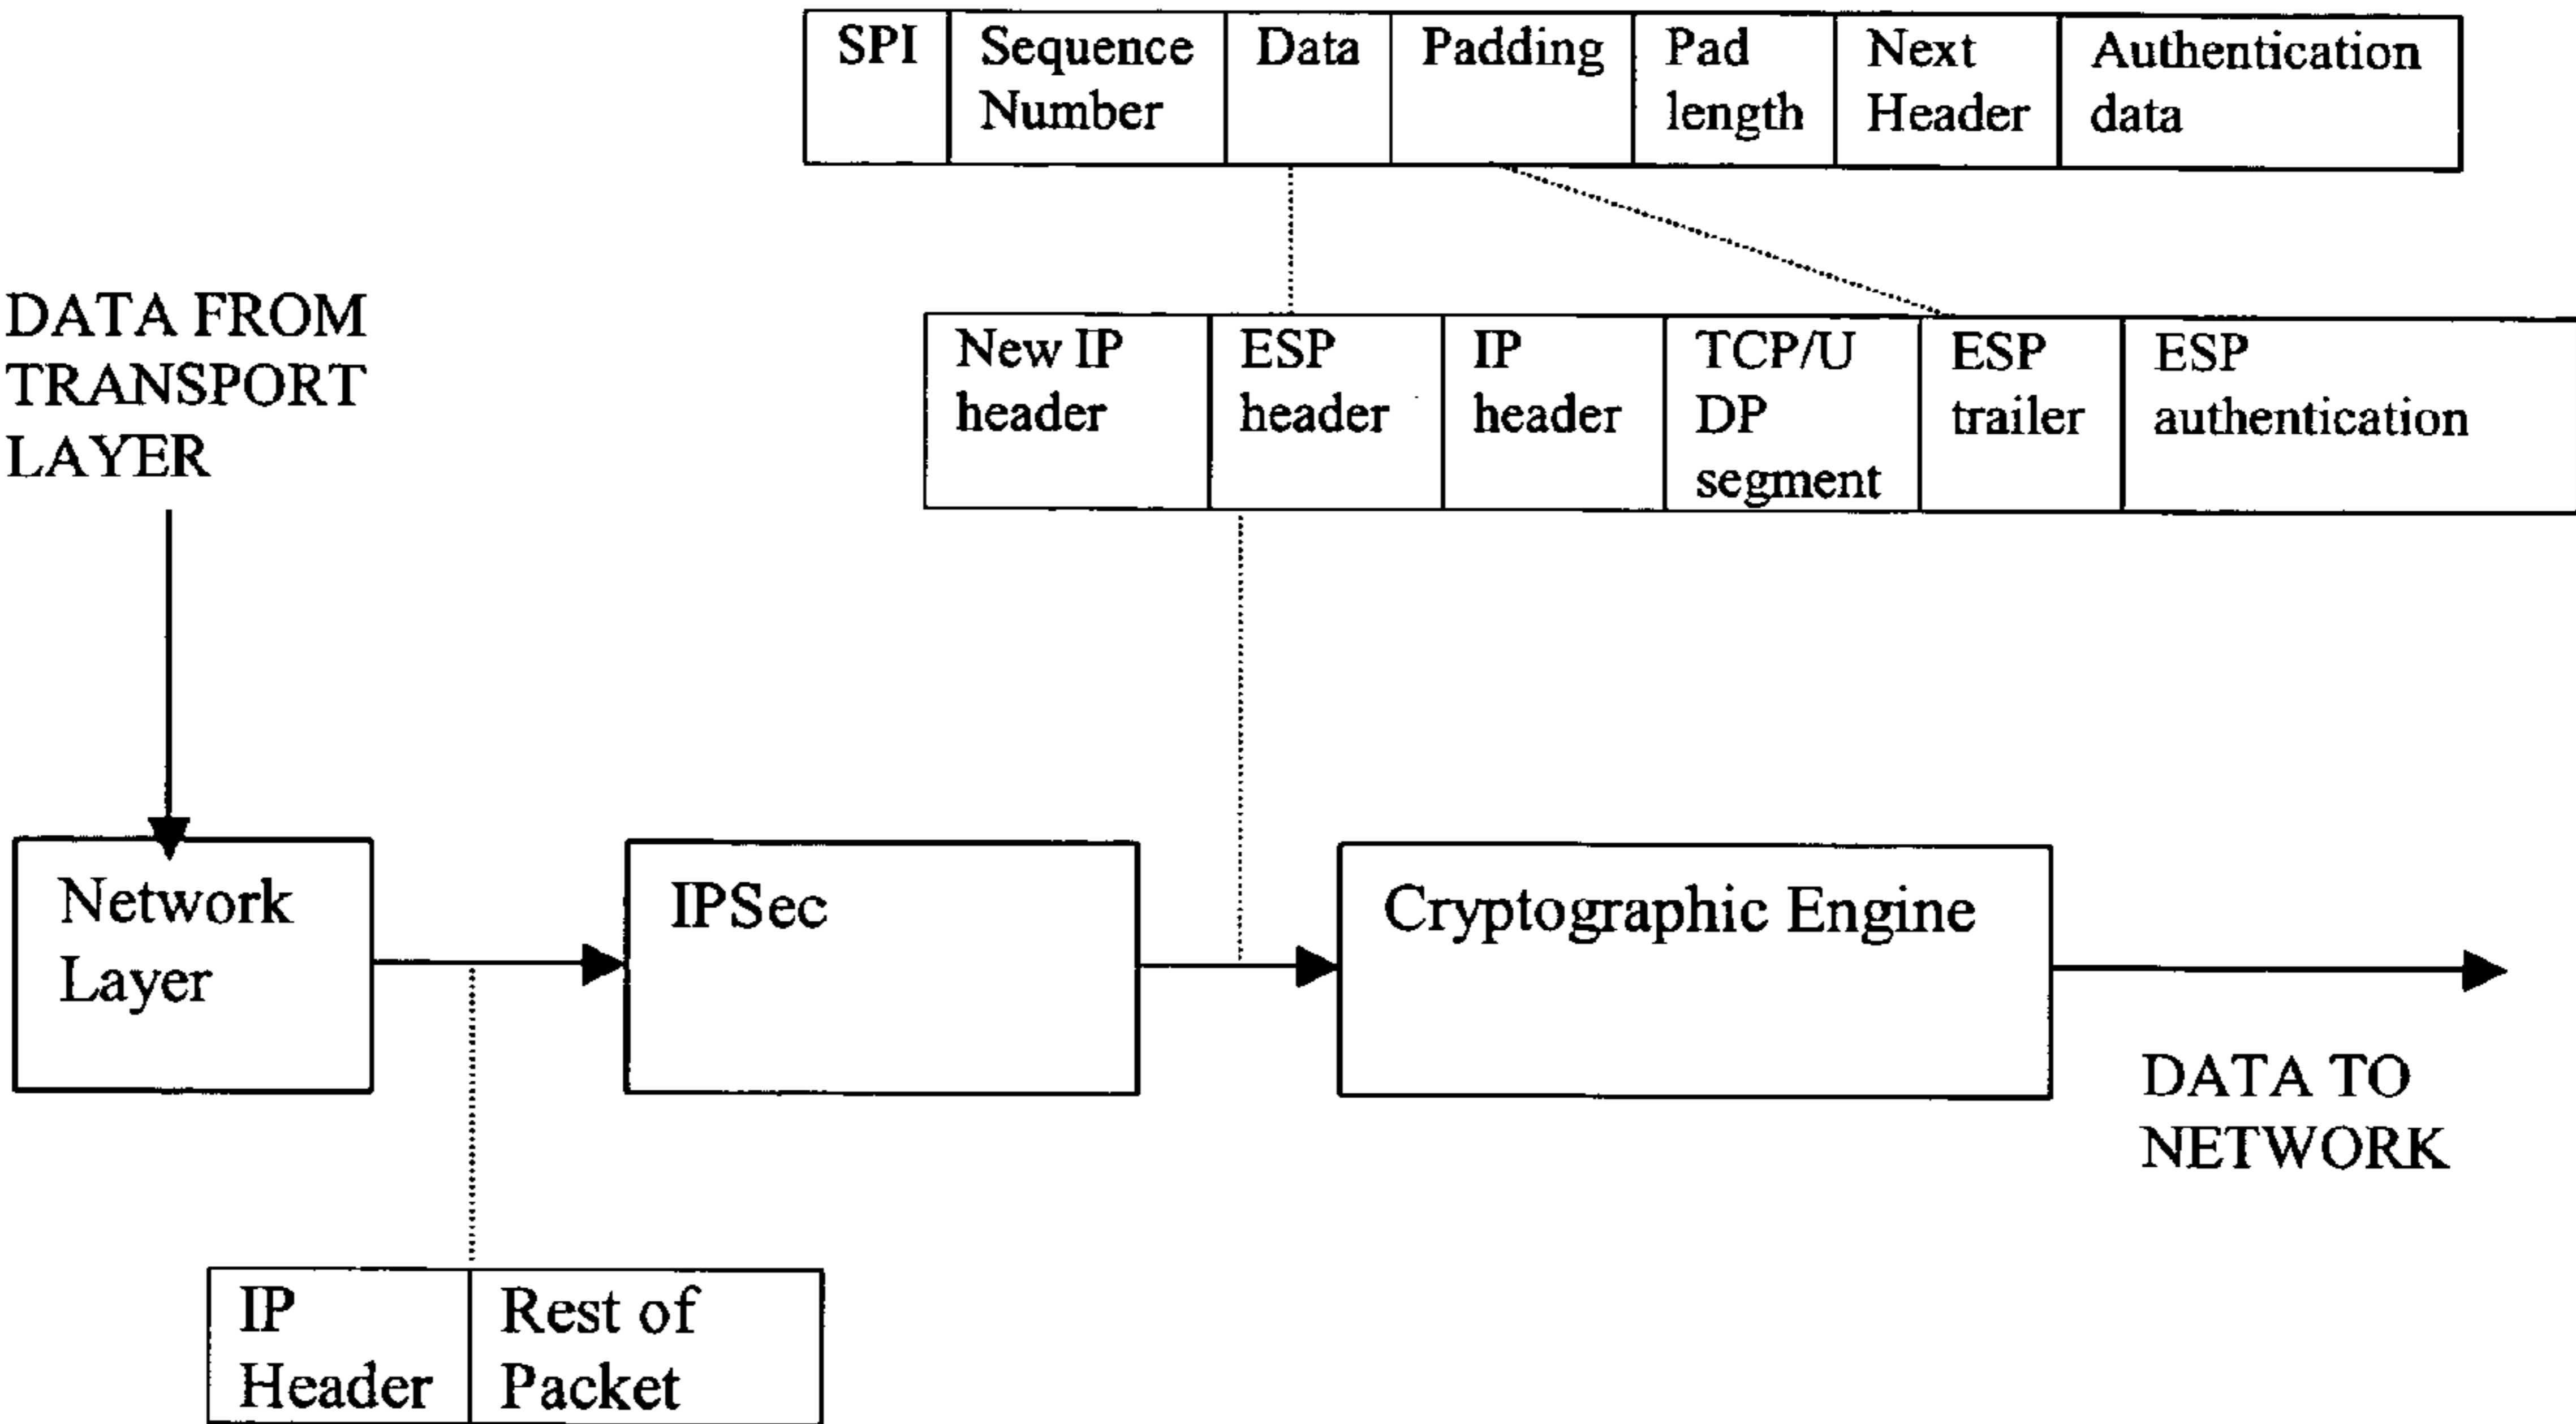 SPI
Sequence
Number
Data
Padding
Pad
length
Next
Header
Authentication
data
DATA FROM
TRANSPORT
LAYER
New IP
header
ESP
header
IP
header
TCP/U
DP
segment
ESP
trailer
ESP
authentication
Network
Layer
IPSec
Cryptographic Engine
DATA TO
NETWORK
IP
Header
Rest of
Packet